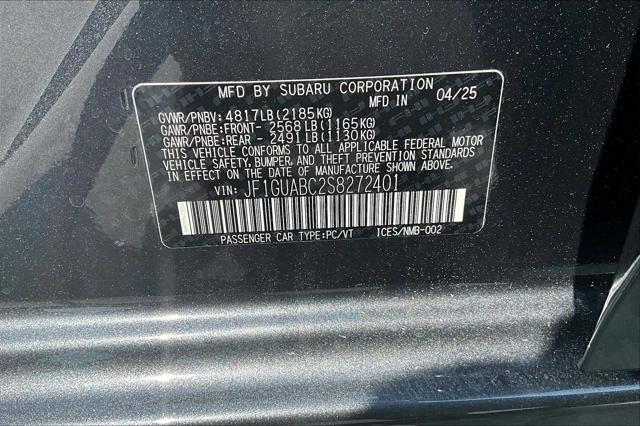 MFD BY SUBARU CORPORATION
MFD IN 04/25
GVWR/PNBV: 4817LB(2185KG)
GAWR/PNBE:FRONT- 2568LB(1165KG)
GAWR/PNBE:REAR - 2491LB(1130KG)
THIS VEHICLE CONFORMS TO ALL APPLICABLE FEDERAL MOTOR
VEHICLE SAFETY, BUMPER, AND THEFT PREVENTION STANDARDS
IN EFFECT ON THE DATE OF MANUFACTURE SHOWN ABOVE.
VIN: JF1GUABC2S8272401
PASSENGER CAR TYPE:PC/VT ICES/NMB-002